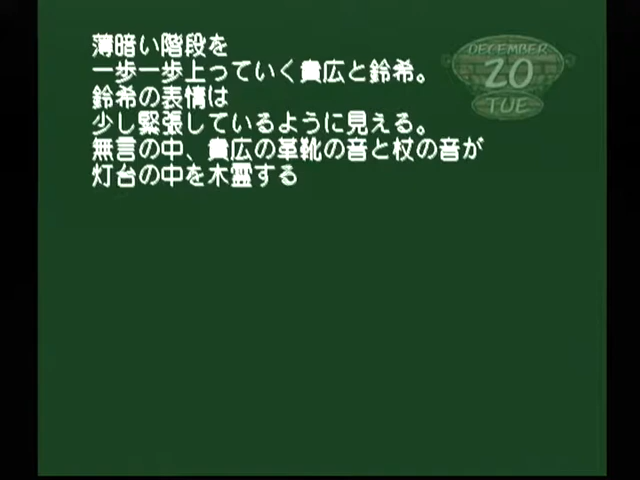 薄暗い階段を
一歩一歩上っていく貴広と鈴希。
鈴希の表情は
少し緊張しているように見える。
無言の中、貴広の革靴の音と杖の音が
灯台の中を木霊する
DECEMBER
20
TUE